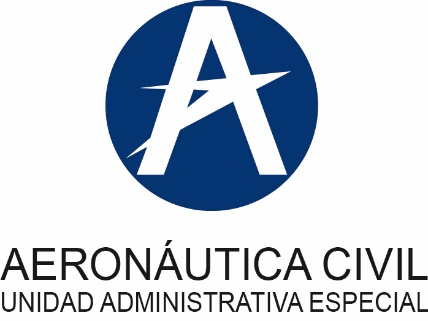 A
AERONÁUTICA CIVIL
UNIDAD ADMINISTRATIVA ESPECIAL